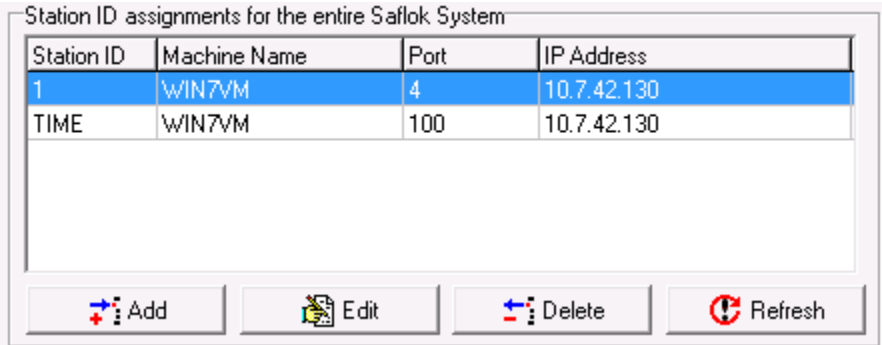 Station ID assignments for the entire Saflok System
Station ID Machine Name Port IP Address
1 WIN7VM 4 10.7.42.130
TIME WIN7VM 100 10.7.42.130
Add Edit Delete Refresh